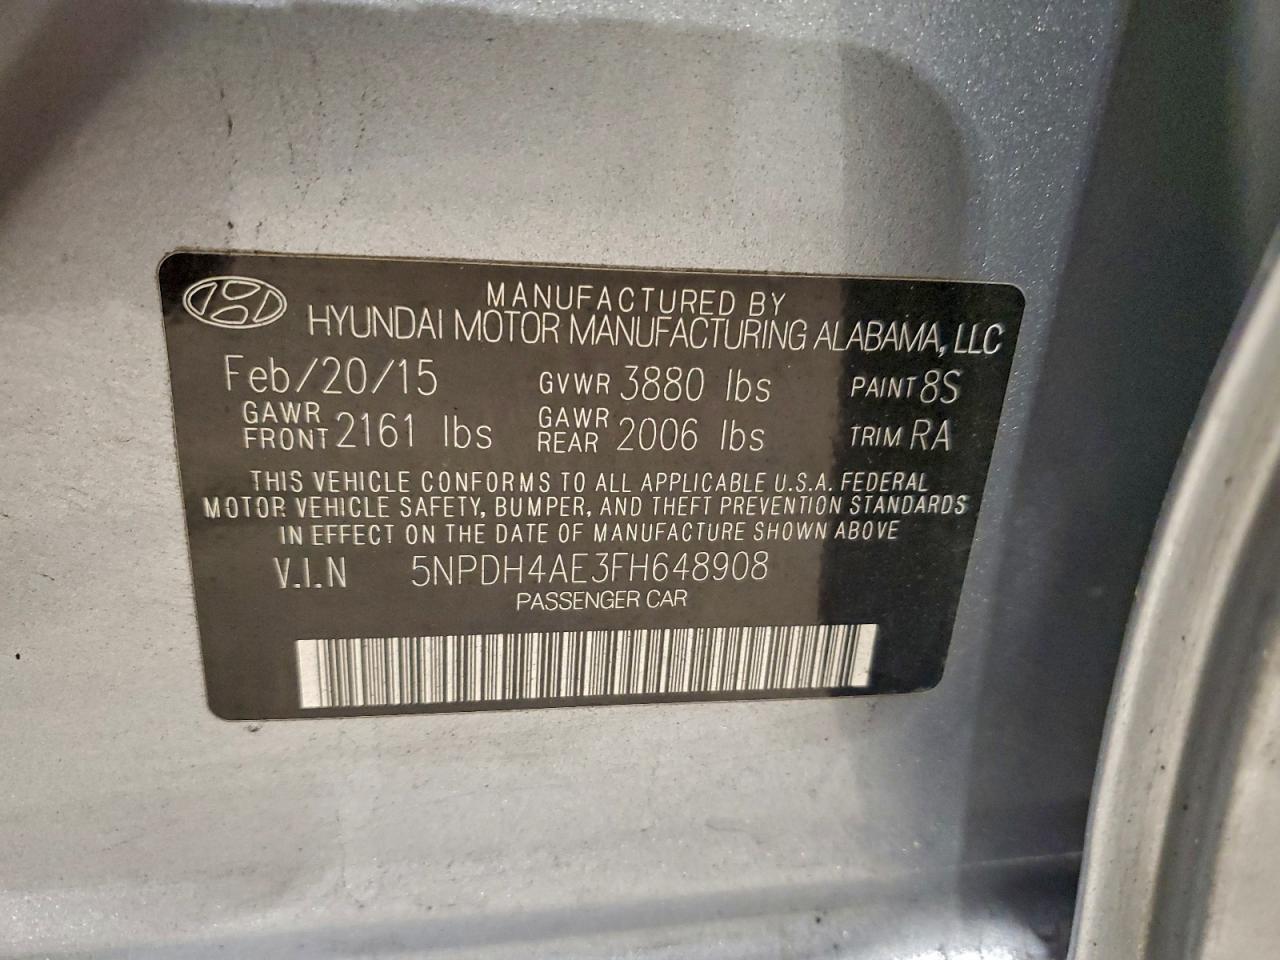 MANUFACTURED BY
HYUNDAI MOTOR MANUFACTURING ALABAMA, LLC
Feb/20/15 GVWR 3880 lbs PAINT 8S
GAWR FRONT 2161 lbs GAWR REAR 2006 lbs TRIM RA
THIS VEHICLE CONFORMS TO ALL APPLICABLE U.S.A. FEDERAL
MOTOR VEHICLE SAFETY, BUMPER, AND THEFT PREVENTION STANDARDS
IN EFFECT ON THE DATE OF MANUFACTURE SHOWN ABOVE
V.I.N 5NPDH4AE3FH648908
PASSENGER CAR